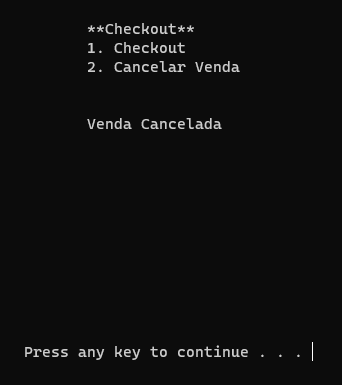 **Checkout**
1. Checkout
2. Cancelar Venda
Venda Cancelada
Press any key to continue . . .